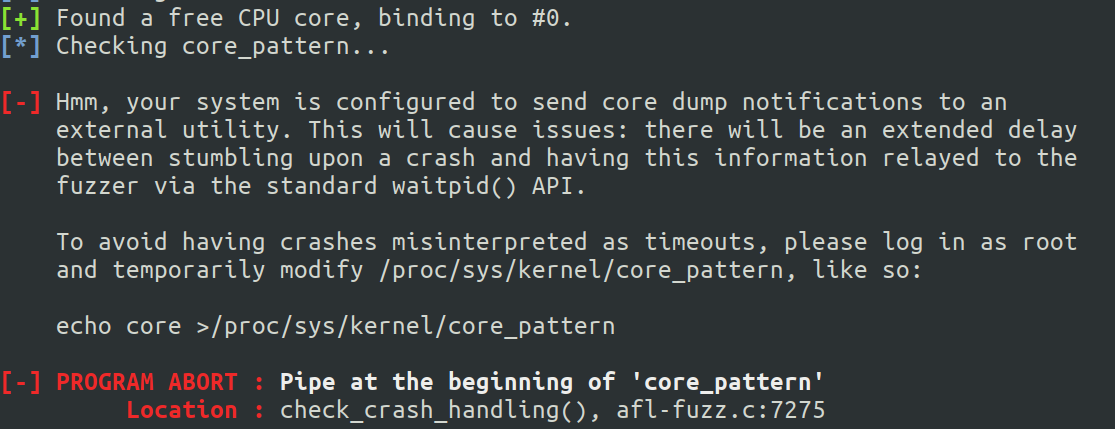 [+] Found a free CPU core, binding to #0.
[*] Checking core_pattern...
[-] Hmm, your system is configured to send core dump notifications to an
external utility. This will cause issues: there will be an extended delay
between stumbling upon a crash and having this information relayed to the
fuzzer via the standard waitpid() API.
To avoid having crashes misinterpreted as timeouts, please log in as root
and temporarily modify /proc/sys/kernel/core_pattern, like so:
echo core >/proc/sys/kernel/core_pattern
[-] PROGRAM ABORT : Pipe at the beginning of 'core_pattern'
Location : check_crash_handling(), afl-fuzz.c:7275